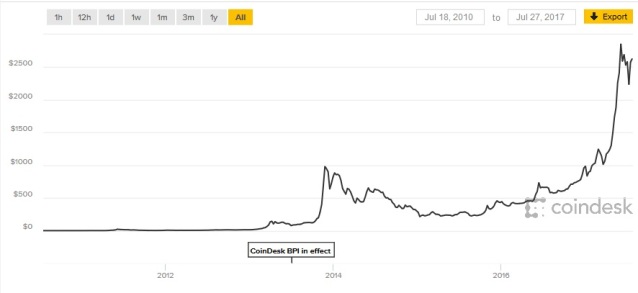 1h 12h 1d 1w 1m 3m 1y All Jul 18, 2010 to Jul 27, 2017 Export
$2500
$2000
$1500
$1000
$500
$0
coindesk
CoinDesk BPI in effect
2012 2014 2016